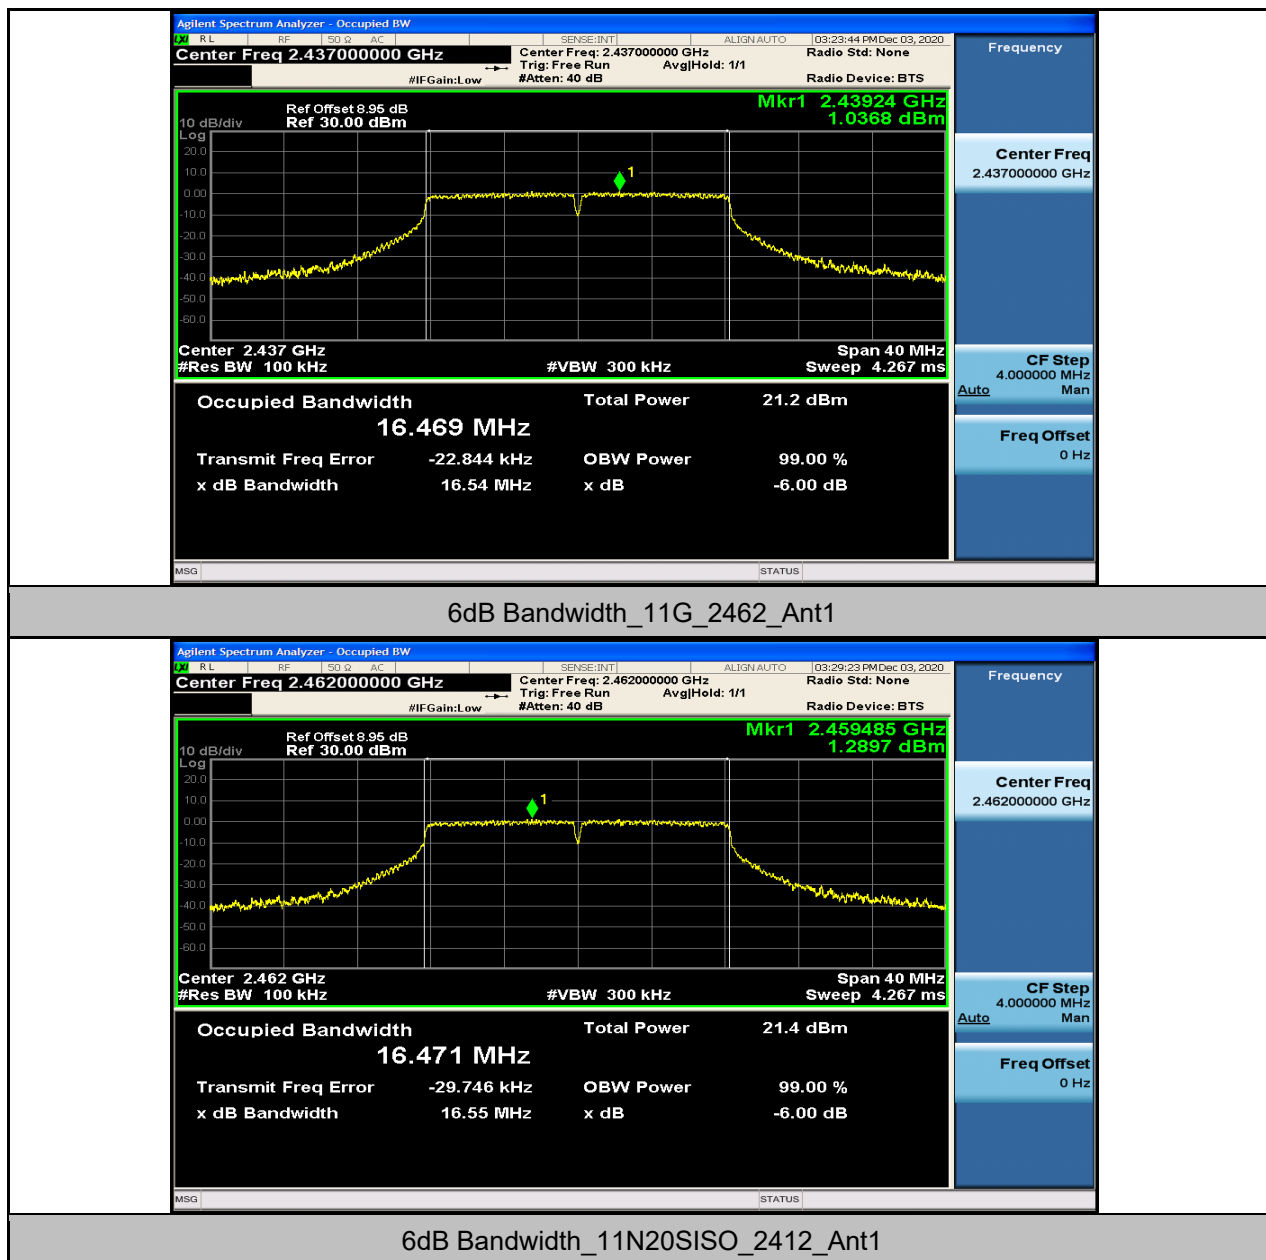 Agilent Spectrum Analyzer - Occupied BW
LXI RL RF 50 Ω AC SENSE:INT ALIGN AUTO 03:23:44 PM Dec 03, 2020
Center Freq 2.437000000 GHz
Center Freq: 2.437000000 GHz
Radio Std: None
Trig: Free Run Avg|Hold: 1/1
#IFGain:Low #Atten: 40 dB Radio Device: BTS
Frequency
Mkr1 2.43924 GHz
1.0368 dBm
Ref Offset 8.95 dB
10 dB/div Ref 30.00 dBm
Log
20.0
10.0
0.00
-10.0
-20.0
-30.0
-40.0
-50.0
-60.0
1
Center Freq
2.437000000 GHz
Center 2.437 GHz Span 40 MHz
#Res BW 100 kHz #VBW 300 kHz Sweep 4.267 ms
CF Step
4.000000 MHz
Auto Man
Occupied Bandwidth Total Power 21.2 dBm
16.469 MHz
Freq Offset
0 Hz
Transmit Freq Error -22.844 kHz OBW Power 99.00 %
x dB Bandwidth 16.54 MHz x dB -6.00 dB
MSG STATUS
6dB Bandwidth_11G_2462_Ant1
Agilent Spectrum Analyzer - Occupied BW
LXI RL RF 50 Ω AC SENSE:INT ALIGN AUTO 03:29:23 PM Dec 03, 2020
Center Freq 2.462000000 GHz
Center Freq: 2.462000000 GHz
Radio Std: None
Trig: Free Run Avg|Hold: 1/1
#IFGain:Low #Atten: 40 dB Radio Device: BTS
Frequency
Mkr1 2.459485 GHz
1.2897 dBm
Ref Offset 8.95 dB
10 dB/div Ref 30.00 dBm
Log
20.0
10.0
0.00
-10.0
-20.0
-30.0
-40.0
-50.0
-60.0
1
Center Freq
2.462000000 GHz
Center 2.462 GHz Span 40 MHz
#Res BW 100 kHz #VBW 300 kHz Sweep 4.267 ms
CF Step
4.000000 MHz
Auto Man
Occupied Bandwidth Total Power 21.4 dBm
16.471 MHz
Freq Offset
0 Hz
Transmit Freq Error -29.746 kHz OBW Power 99.00 %
x dB Bandwidth 16.55 MHz x dB -6.00 dB
MSG STATUS
6dB Bandwidth_11N20SISO_2412_Ant1